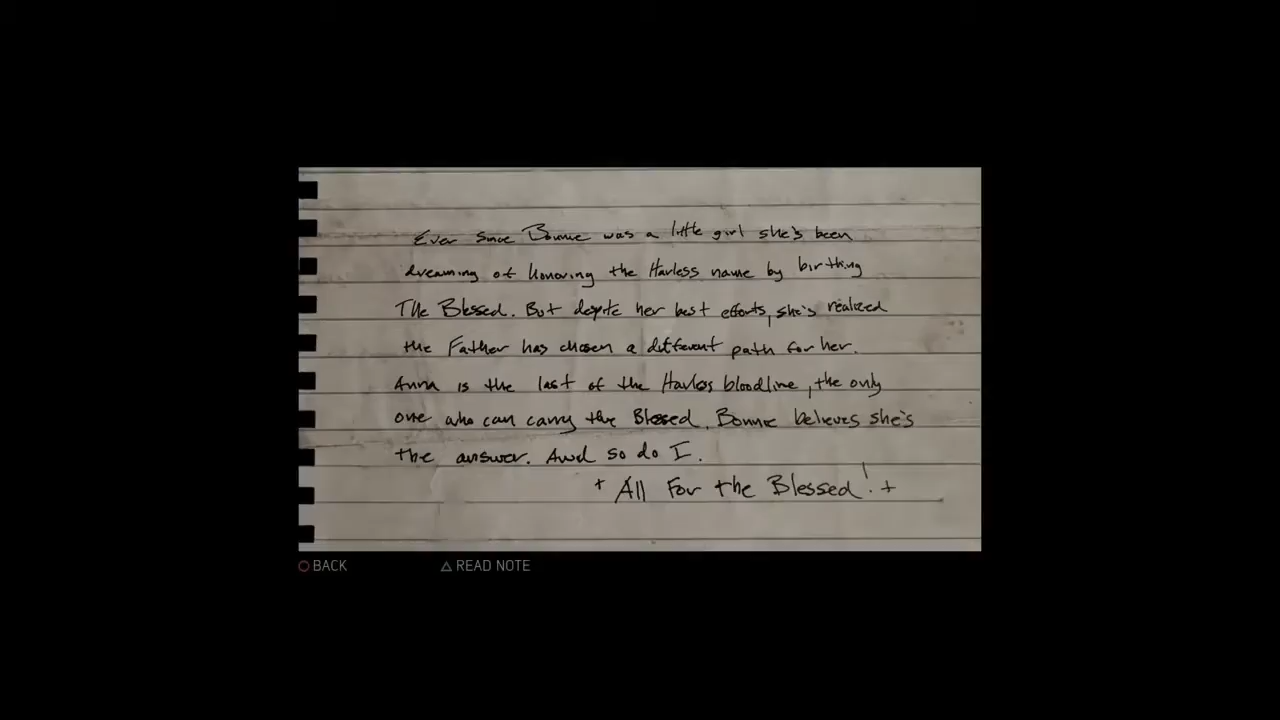 Ever since Bonnie was a little girl she's been
dreaming of honoring the Harless name by birthing
The Blessed. But despite her best efforts, she's realized
the Father has chosen a different path for her.
Anna is the last of the Harless bloodline, the only
one who can carry the Blessed. Bonnie believes she's
the answer. And so do I.
+ All For the Blessed! +
BACK
READ NOTE